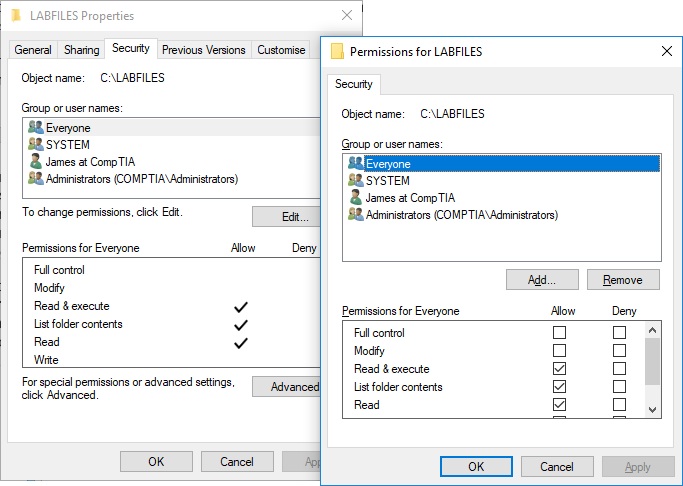 LABFILES Properties
General Sharing Security Previous Versions Customise
Object name: C:\LABFILES
Group or user names:
Everyone
SYSTEM
James at CompTIA
Administrators (COMPTIA\Administrators)
To change permissions, click Edit.
Edit...
Permissions for Everyone Allow Deny
Full control
Modify
Read & execute
List folder contents
Read
Write
For special permissions or advanced settings,
click Advanced.
Advanced
OK Cancel Ap
Permissions for LABFILES
Security
Object name: C:\LABFILES
Group or user names:
Everyone
SYSTEM
James at CompTIA
Administrators (COMPTIA\Administrators)
Add... Remove
Permissions for Everyone Allow Deny
Full control
Modify
Read & execute
List folder contents
Read
OK Cancel Apply